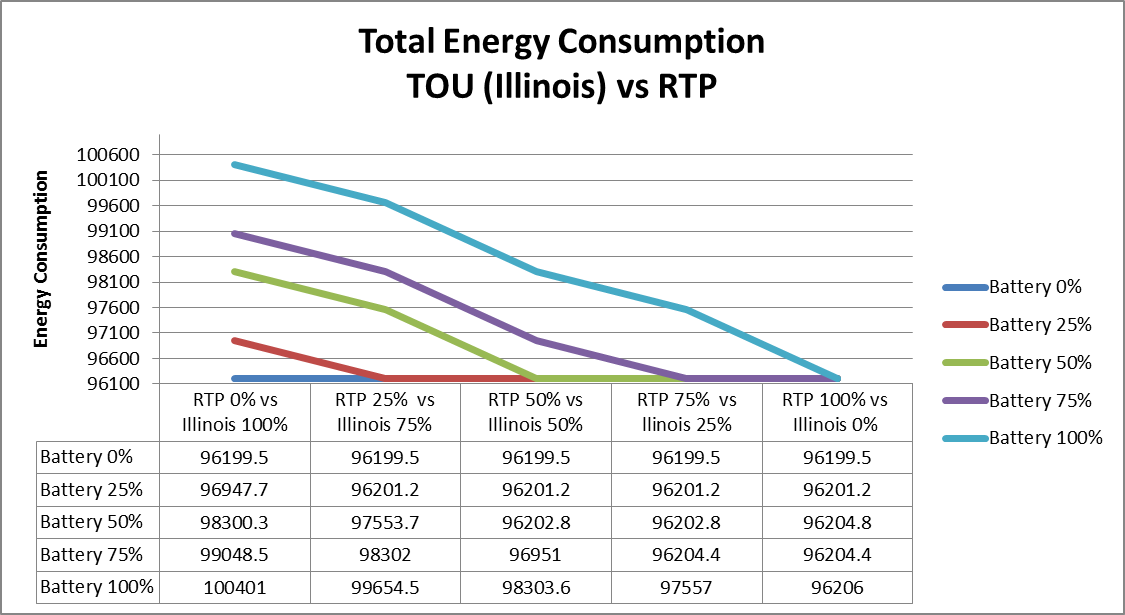 Total Energy Consumption
TOU (Illinois) vs RTP
Energy Consumption
100600
100100
99600
99100
98600
98100
97600
97100
96600
96100
Battery 0%
Battery 25%
Battery 50%
Battery 75%
Battery 100%
RTP 0% vs Illinois 100%
RTP 25%  vs Illinois 75%
RTP 50% vs Illinois 50%
RTP 75%  vs Ilinois 25%
RTP 100% vs Illinois 0%
Battery 0% 96199.5 96199.5 96199.5 96199.5 96199.5
Battery 25% 96947.7 96201.2 96201.2 96201.2 96201.2
Battery 50% 98300.3 97553.7 96202.8 96202.8 96204.8
Battery 75% 99048.5 98302 96951 96204.4 96204.4
Battery 100% 100401 99654.5 98303.6 97557 96206